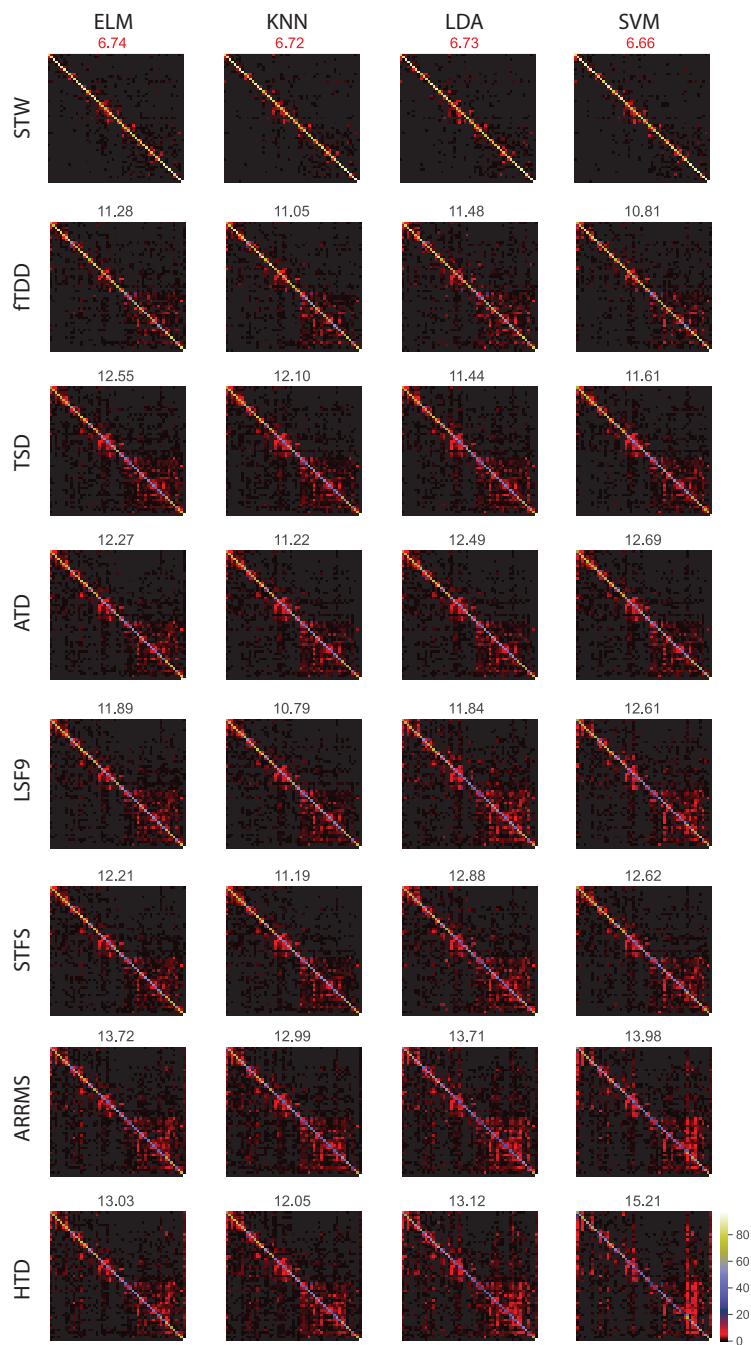 ELM KNN LDA SVM
6.74 6.72 6.73 6.66
STW
11.28 11.05 11.48 10.81
fTDD
12.55 12.10 11.44 11.61
TSD
12.27 11.22 12.49 12.69
ATD
11.89 10.79 11.84 12.61
LSF9
12.21 11.19 12.88 12.62
STFS
13.72 12.99 13.71 13.98
ARRMS
13.03 12.05 13.12 15.21
HTD
80
60
40
20
0